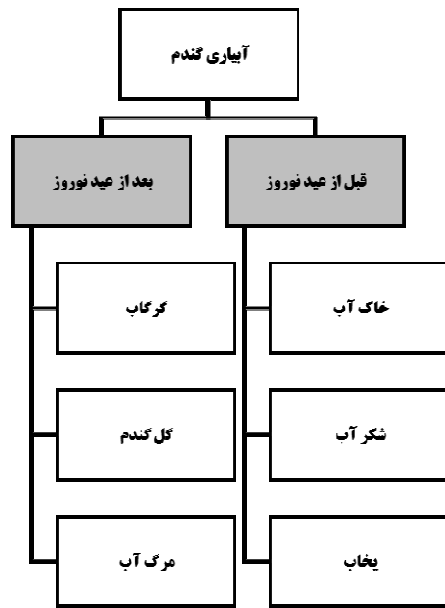 آبیاری گندم
قبل از عید نوروز
بعد از عید نوروز
خاک آب
گرگاب
شکر آب
گل گندم
یخاب
مرگ آب